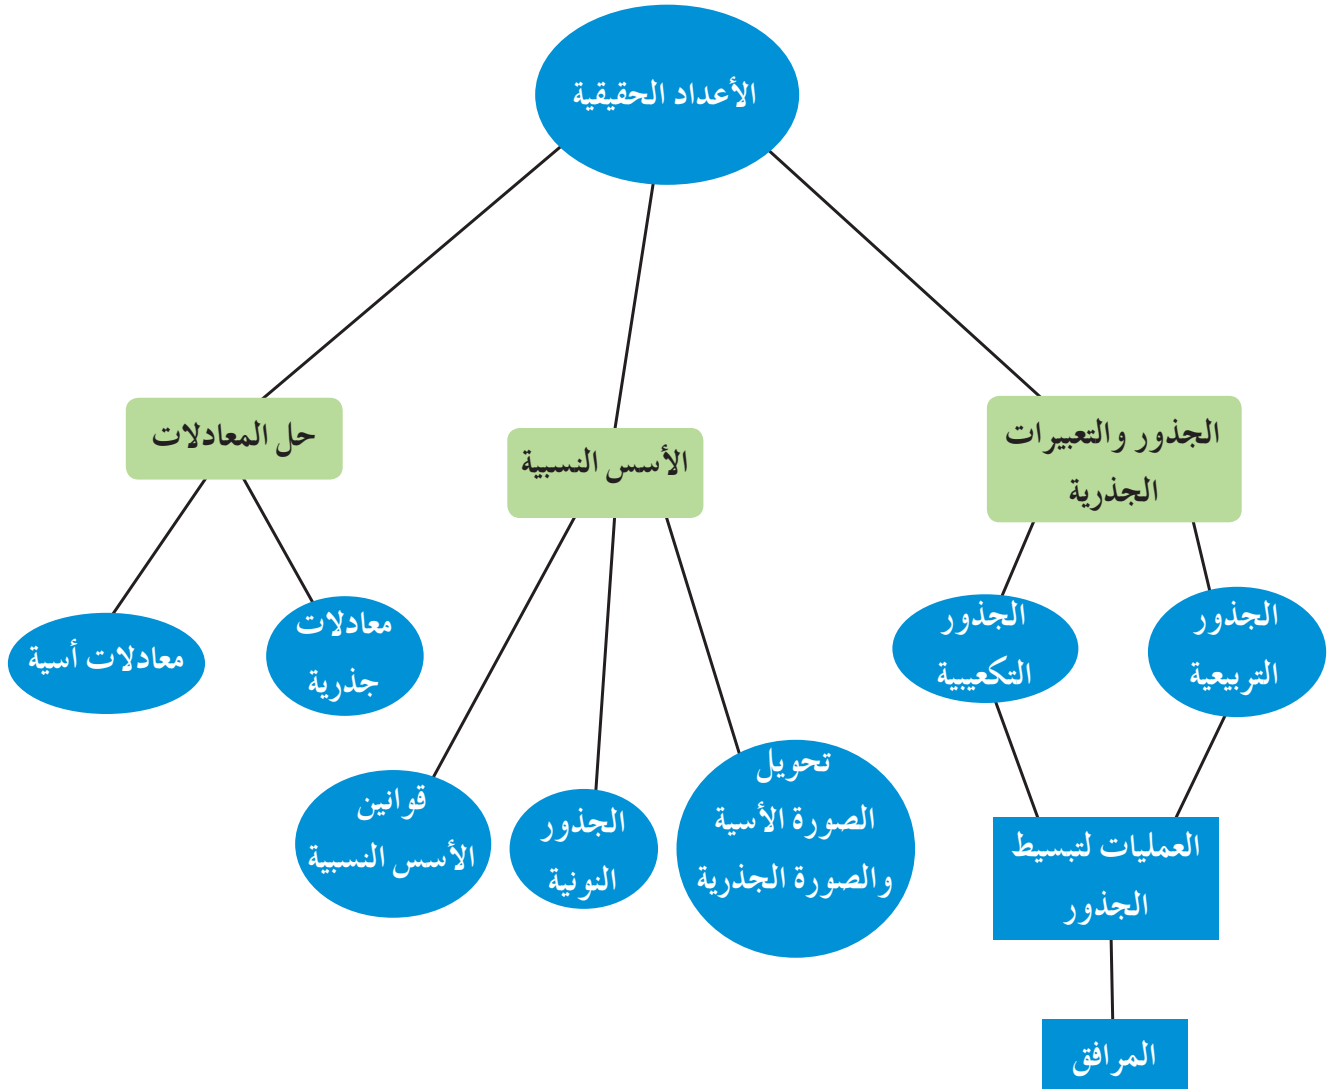 الأعداد الحقيقية
الجذور والتعبيرات
الجذرية
الأسس النسبية
حل المعادلات
الجذور
التربيعية
الجذور
التكعيبية
معادلات
جذرية
معادلات أسية
تحويل
الصورة الأسية
والصورة الجذرية
الجذور
النونية
قوانين
الأسس النسبية
العمليات لتبسيط
الجذور
المرافق